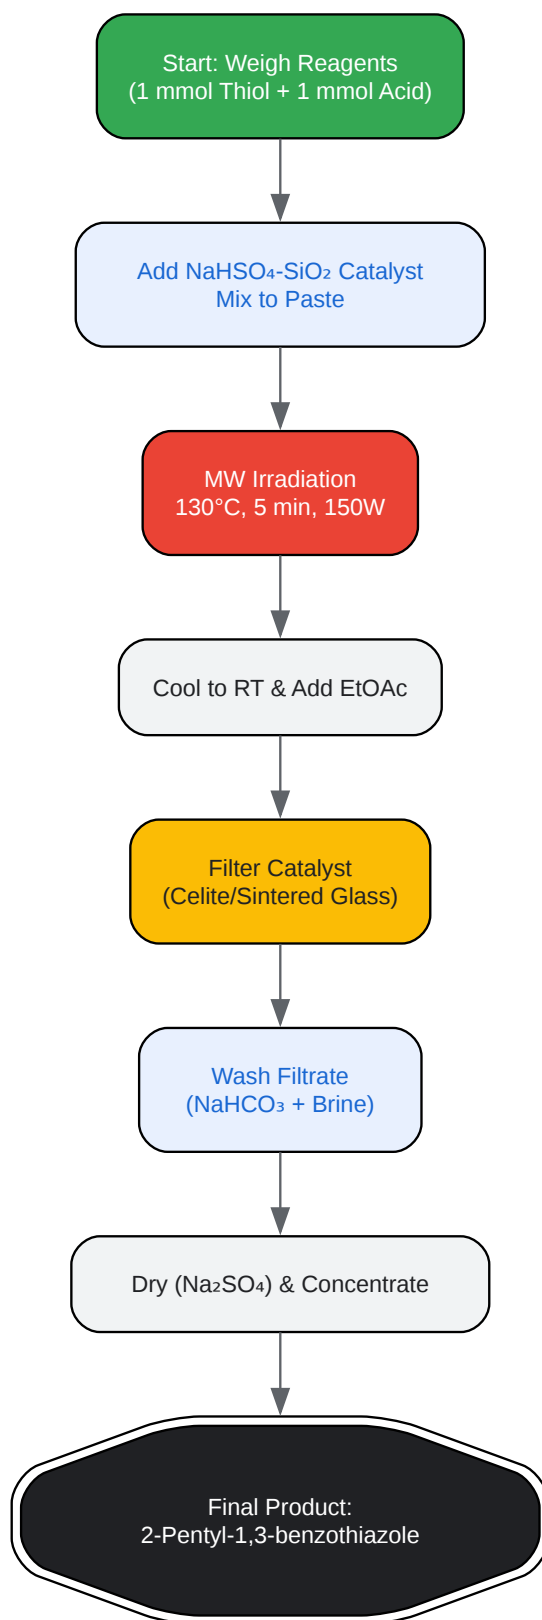 Start: Weigh Reagents
(1 mmol Thiol + 1 mmol Acid)
Add NaHSO₄-SiO₂ Catalyst
Mix to Paste
MW Irradiation
130°C, 5 min, 150W
Cool to RT & Add EtOAc
Filter Catalyst
(Celite/Sintered Glass)
Wash Filtrate
(NaHCO₃ + Brine)
Dry (Na₂SO₄) & Concentrate
Final Product:
2-Pentyl-1,3-benzothiazole